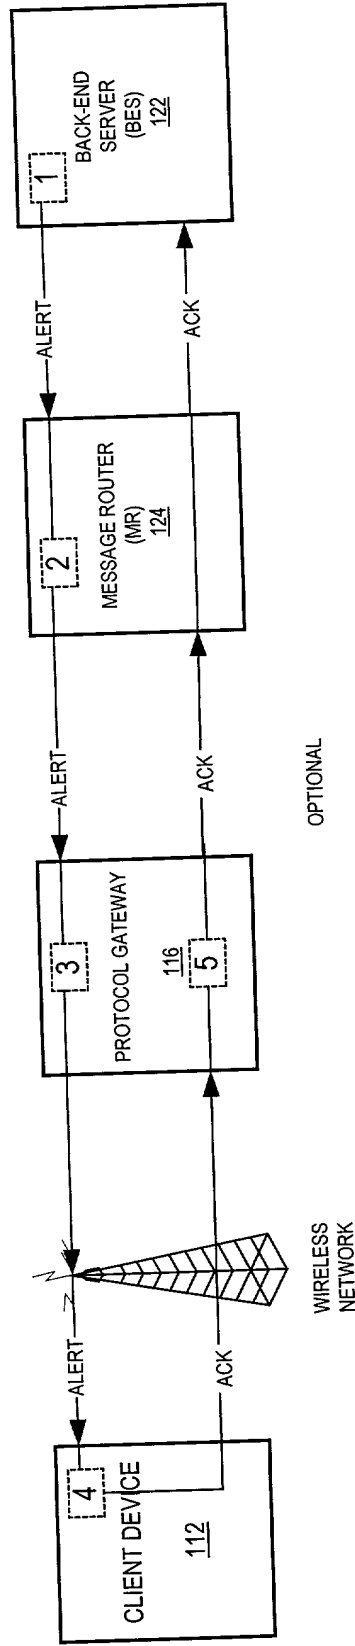 1
BACK-END
SERVER
(BES)
122
ALERT
ACK
2
MESSAGE ROUTER
(MR)
124
ALERT
ACK
OPTIONAL
3
PROTOCOL GATEWAY
116
5
ALERT
ACK
WIRELESS
NETWORK
4
CLIENT DEVICE
112